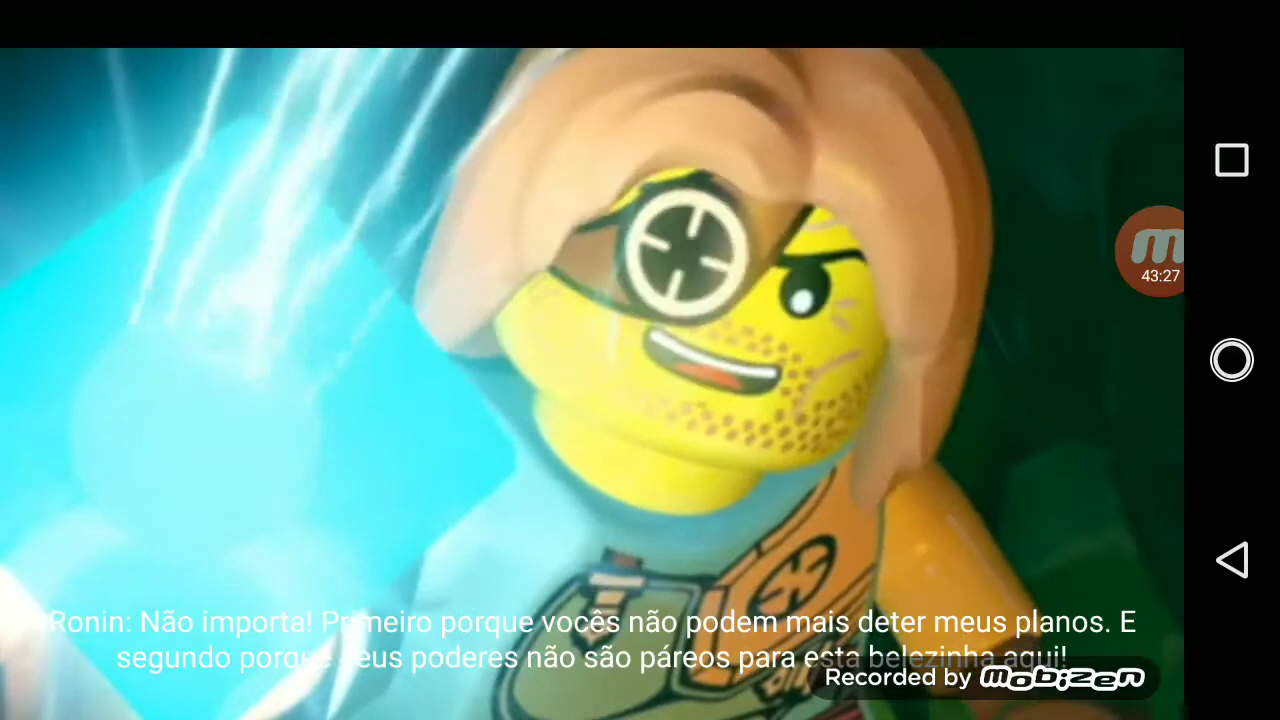 43:27
Ronin: Não importa! Primeiro porque vocês não podem mais deter meus planos. E
segundo porque seus poderes não são páreos para esta belezinha aqui!
Recorded by mobizen